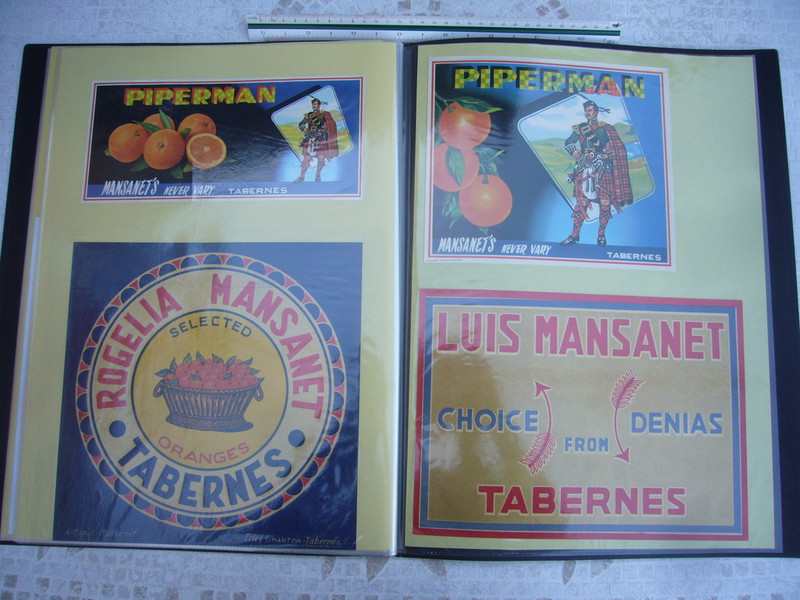 PIPERMAN
MANSANET'S NEVER VARY TABERNES
ROGELIA MANSANET
SELECTED
ORANGES
TABERNES
PIPERMAN
MANSANET'S NEVER VARY
TABERNES
LUIS MANSANET
CHOICE
DENIAS
FROM
TABERNES